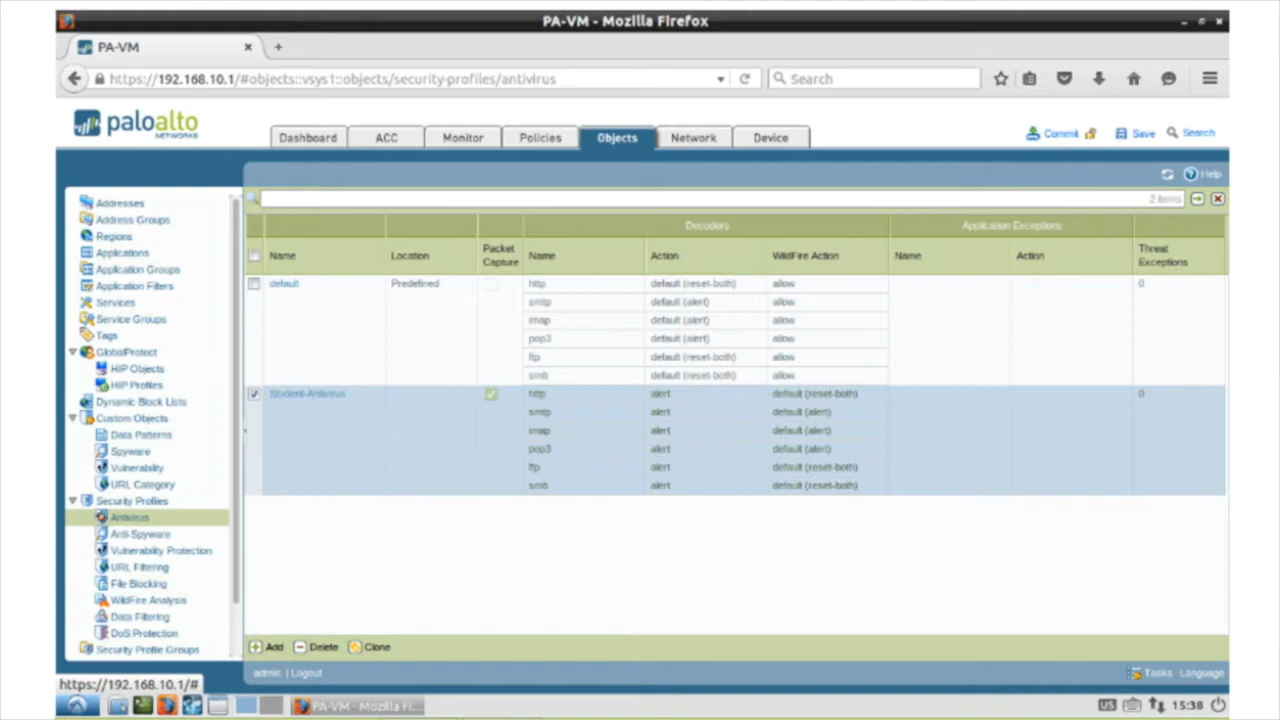 PA-VM - Mozilla Firefox
PA-VM
https://192.168.10.1/#objects::vsys1::objects/security-profiles/antivirus
Search
paloalto
NETWORKS
Dashboard ACC Monitor Policies Objects Network Device
Commit Save Search
Help
2 items
Addresses
Address Groups
Regions
Applications
Application Groups
Application Filters
Services
Service Groups
Tags
GlobalProtect
HIP Objects
HIP Profiles
Dynamic Block Lists
Custom Objects
Data Patterns
Spyware
Vulnerability
URL Category
Security Profiles
Antivirus
Anti-Spyware
Vulnerability Protection
URL Filtering
File Blocking
WildFire Analysis
Data Filtering
DoS Protection
Security Profile Groups
Decoders Application Exceptions
Name Location Packet Capture Name Action WildFire Action Name Action Threat Exceptions
default Predefined http default (reset-both) allow 0
smtp default (alert) allow
imap default (alert) allow
pop3 default (alert) allow
ftp default (reset-both) allow
smb default (reset-both) allow
Student-Antivirus http alert default (reset-both) 0
smtp alert default (alert)
imap alert default (alert)
pop3 alert default (alert)
ftp alert default (reset-both)
smb alert default (reset-both)
Add Delete Clone
admin | Logout
Tasks Language
https://192.168.10.1/#
PA-VM - Mozilla Fi...
US 15:38